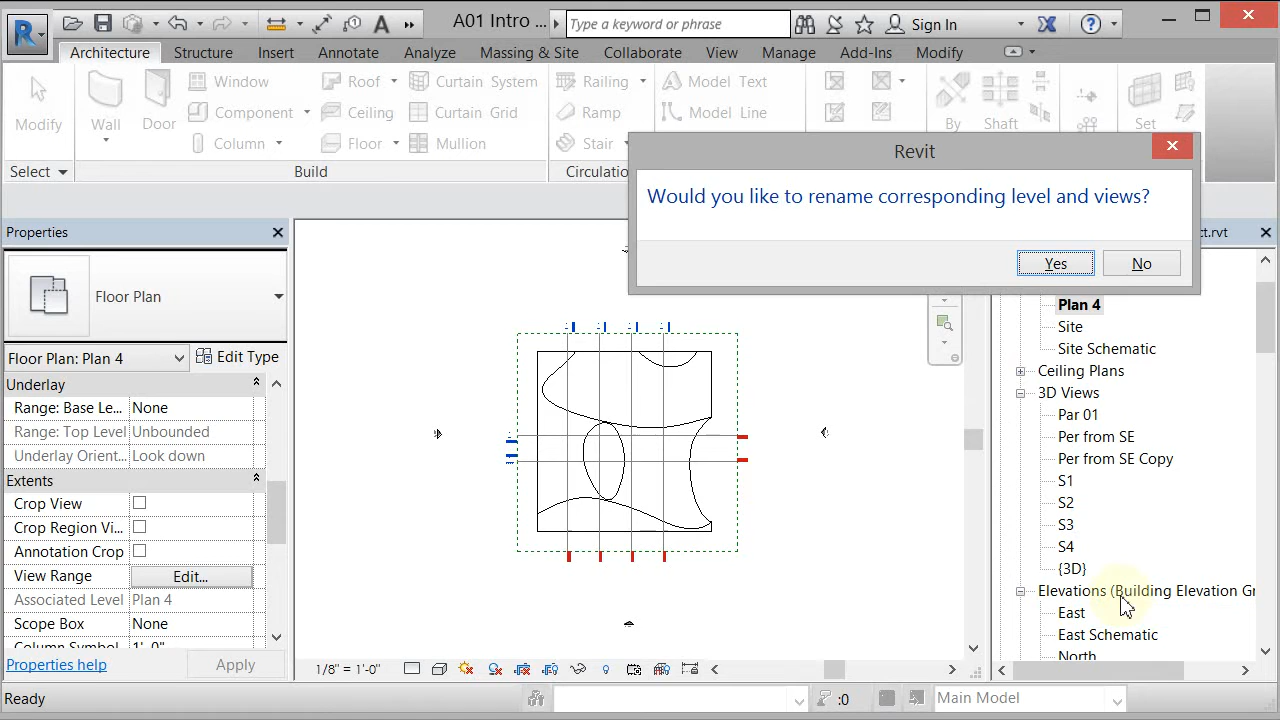 A01 Intro ...
Type a keyword or phrase
Sign In
Architecture
Structure
Insert
Annotate
Analyze
Massing & Site
Collaborate
View
Manage
Add-Ins
Modify
Modify
Wall
Door
Window
Component
Column
Roof
Ceiling
Floor
Curtain System
Curtain Grid
Mullion
Railing
Ramp
Stair
Model Text
Model Line
By
Shaft
Set
Select
Build
Circulatio
Revit
Would you like to rename corresponding level and views?
Yes
No
Properties
Floor Plan
Floor Plan: Plan 4
Edit Type
Underlay
Range: Base Le... None
Range: Top Level Unbounded
Underlay Orient... Look down
Extents
Crop View
Crop Region Vi...
Annotation Crop
View Range Edit...
Associated Level Plan 4
Scope Box None
Column Symbol 1'-0"
Properties help
Apply
ct.rvt
Plan 4
Site
Site Schematic
Ceiling Plans
3D Views
Par 01
Per from SE
Per from SE Copy
S1
S2
S3
S4
{3D}
Elevations (Building Elevation Gr
East
East Schematic
North
1/8" = 1'-0"
Ready
:0
Main Model